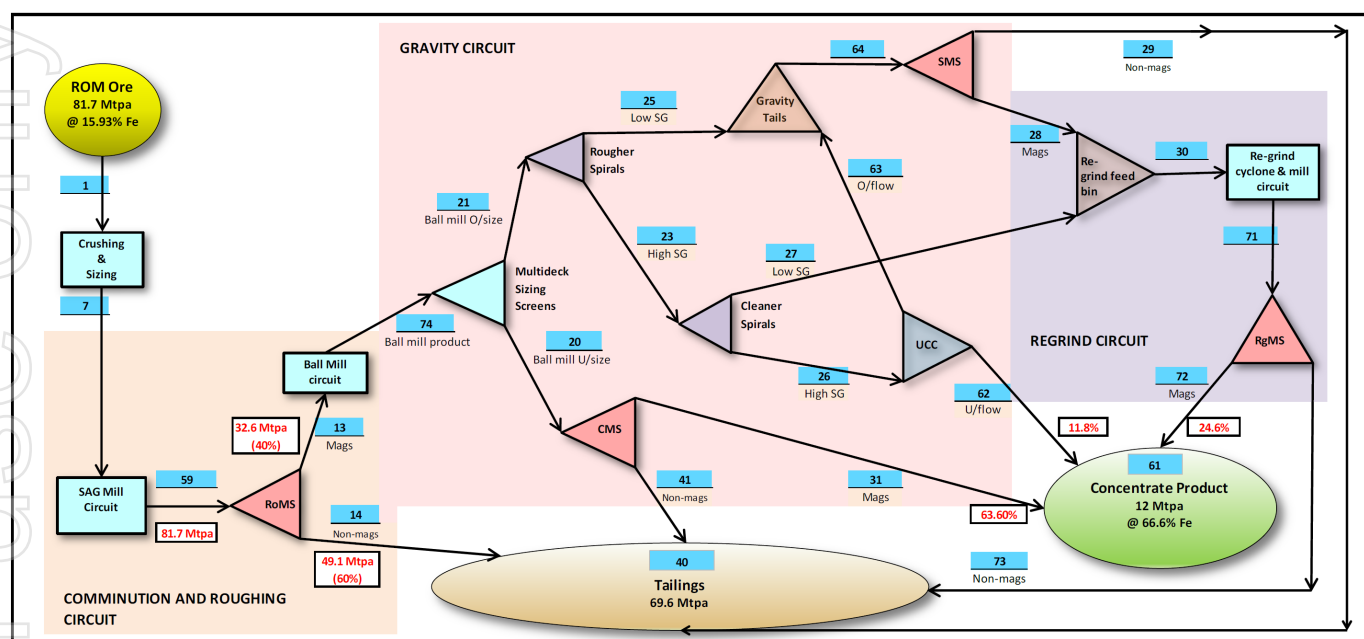 GRAVITY CIRCUIT
ROM Ore
81.7 Mtpa
@ 15.93% Fe
1
Crushing
&
Sizing
7
SAG Mill
Circuit
59
81.7 Mtpa
RoMS
32.6 Mtpa
(40%)
13
Mags
14
Non-mags
49.1 Mtpa
(60%)
COMMINUTION AND ROUGHING
CIRCUIT
Ball Mill
circuit
74
Ball mill product
Multideck
Sizing
Screens
21
Ball mill O/size
20
Ball mill U/size
Rougher
Spirals
25
Low SG
23
High SG
Gravity
Tails
64
SMS
29
Non-mags
28
Mags
63
O/flow
27
Low SG
Cleaner
Spirals
26
High SG
UCC
62
U/flow
11.8%
CMS
41
Non-mags
31
Mags
63.60%
Re-
grind feed
bin
30
Re-grind
cyclone & mill
circuit
71
REGRIND CIRCUIT
RgMS
72
Mags
24.6%
61
Concentrate Product
12 Mtpa
@ 66.6% Fe
73
Non-mags
40
Tailings
69.6 Mtpa